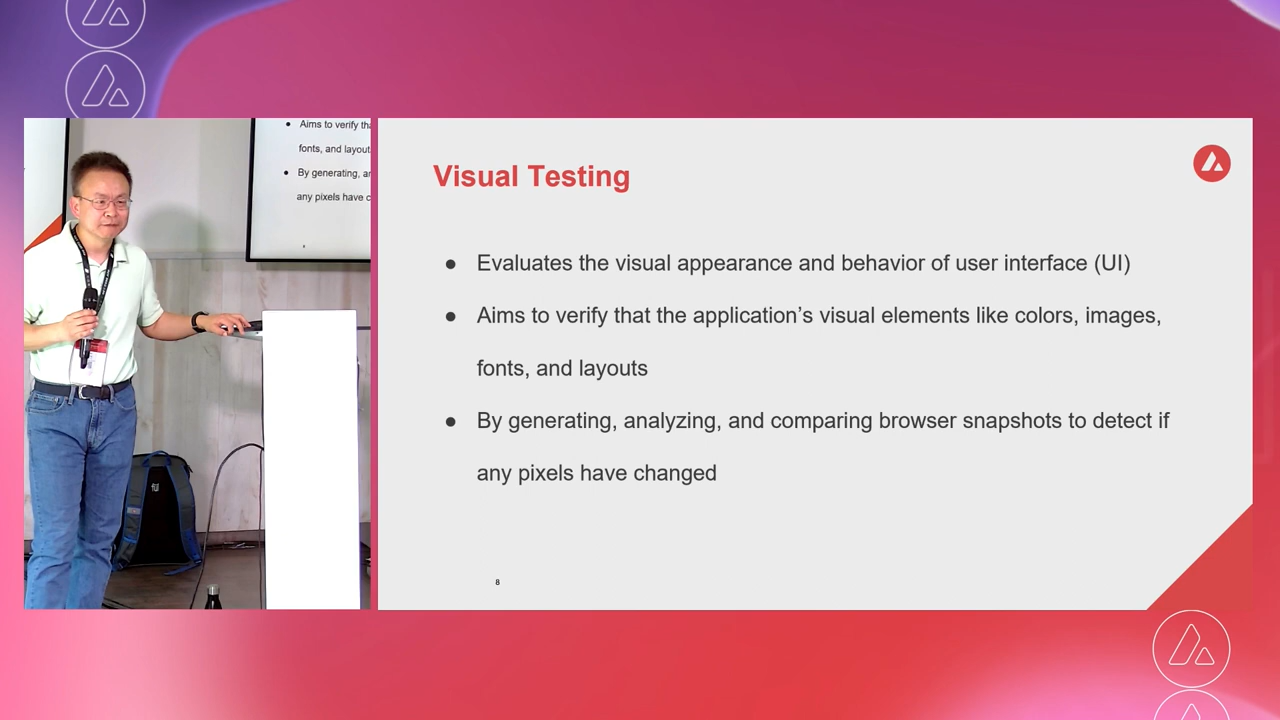 Aims to verify tha
fonts, and layout
By generating, an
any pixels have c
Visual Testing
● Evaluates the visual appearance and behavior of user interface (UI)
● Aims to verify that the application’s visual elements like colors, images,
fonts, and layouts
● By generating, analyzing, and comparing browser snapshots to detect if
any pixels have changed
8